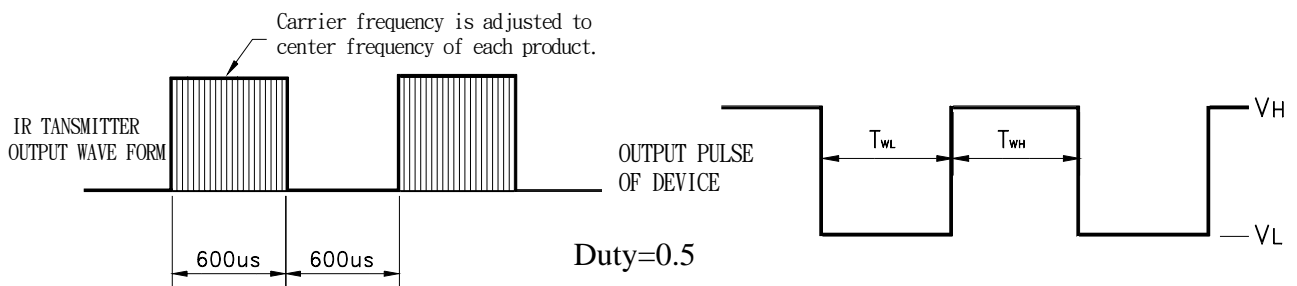 Carrier frequency is adjusted to
center frequency of each product.
IR TANSMITTER
OUTPUT WAVE FORM
600us
600us
Duty=0.5
OUTPUT PULSE
OF DEVICE
TWL
TWH
VH
VL